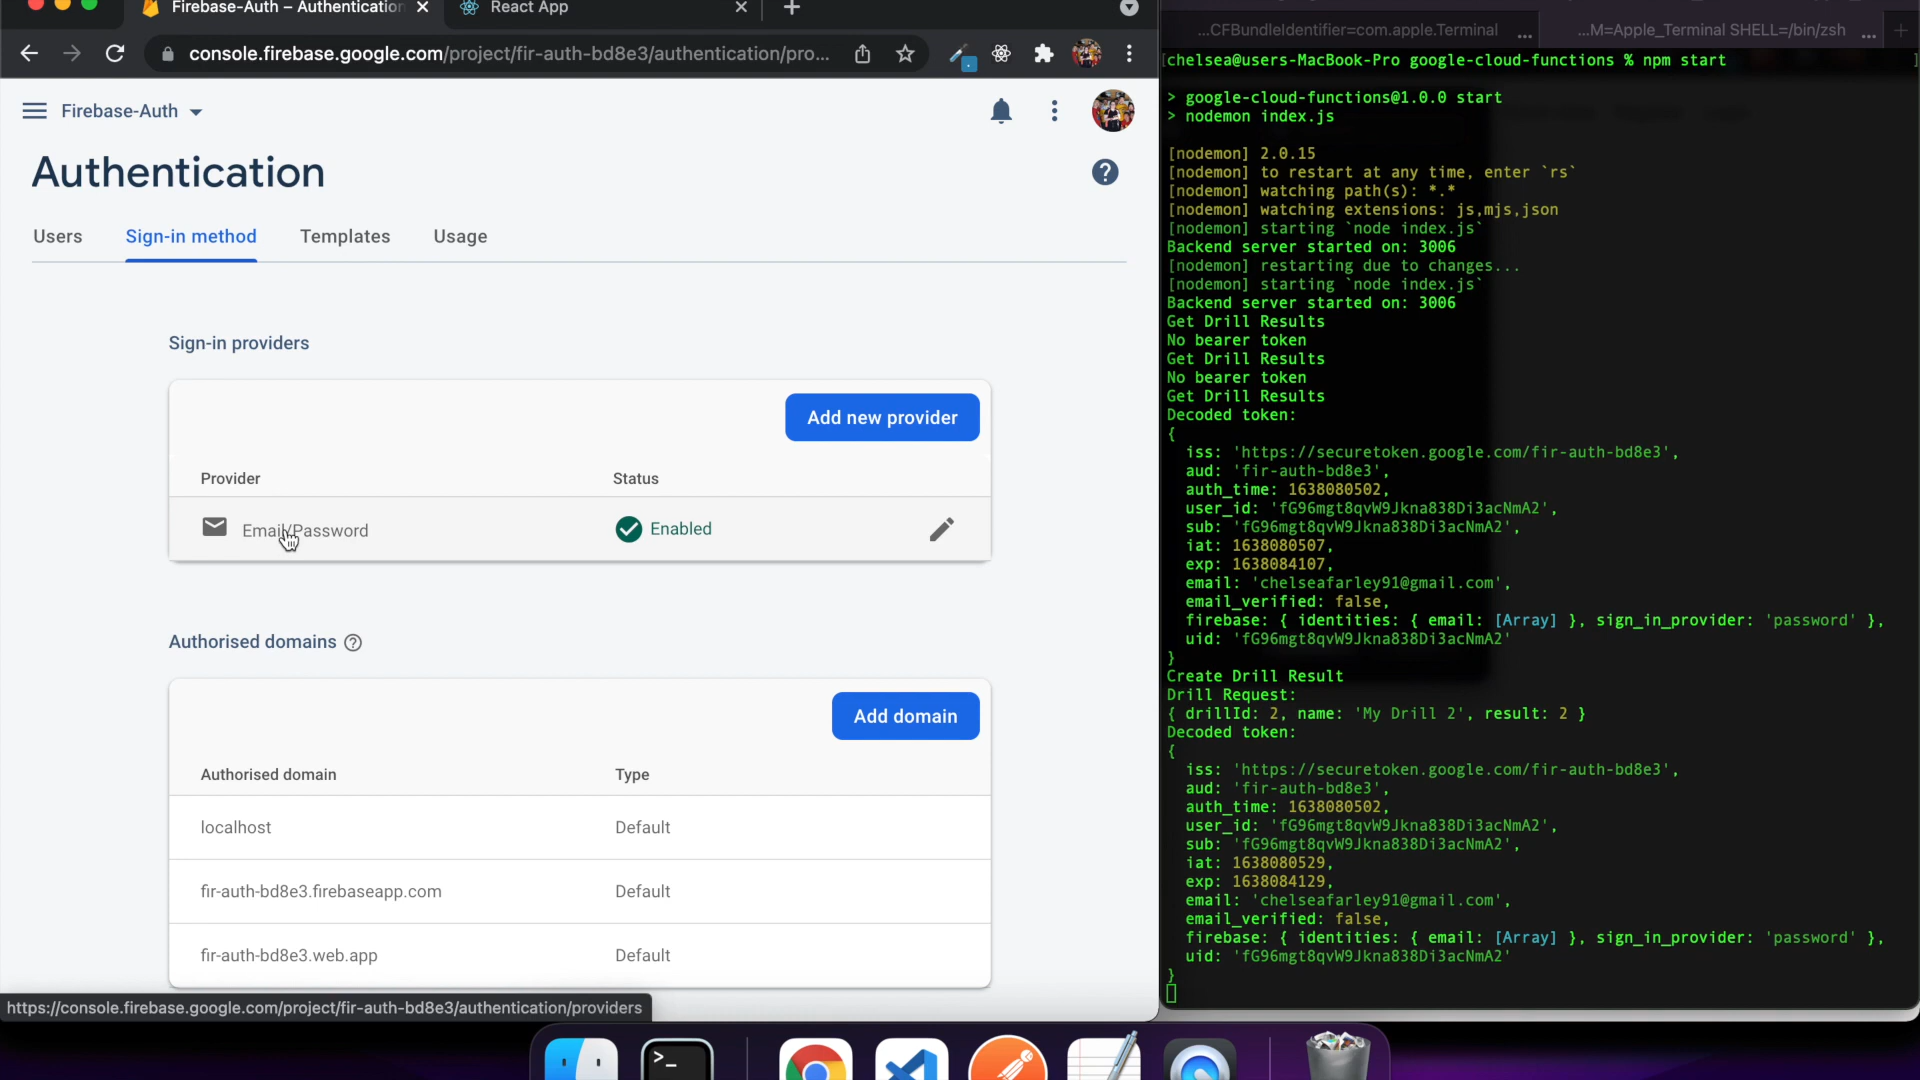 Firebase-Auth – Authentication
React App
console.firebase.google.com/project/fir-auth-bd8e3/authentication/pro...
Firebase-Auth
Authentication
Users
Sign-in method
Templates
Usage
Sign-in providers
Add new provider
Provider
Status
Email/Password
Enabled
Authorised domains
Add domain
Authorised domain
Type
localhost
Default
fir-auth-bd8e3.firebaseapp.com
Default
fir-auth-bd8e3.web.app
Default
https://console.firebase.google.com/project/fir-auth-bd8e3/authentication/providers
...CFBundleIdentifier=com.apple.Terminal ...
...M=Apple_Terminal SHELL=/bin/zsh ...
[chelsea@users-MacBook-Pro google-cloud-functions % npm start ]
> google-cloud-functions@1.0.0 start
> nodemon index.js
[nodemon] 2.0.15
[nodemon] to restart at any time, enter `rs`
[nodemon] watching path(s): *.*
[nodemon] watching extensions: js,mjs,json
[nodemon] starting `node index.js`
Backend server started on: 3006
[nodemon] restarting due to changes...
[nodemon] starting `node index.js`
Backend server started on: 3006
Get Drill Results
No bearer token
Get Drill Results
No bearer token
Get Drill Results
Decoded token:
{
iss: 'https://securetoken.google.com/fir-auth-bd8e3',
aud: 'fir-auth-bd8e3',
auth_time: 1638080502,
user_id: 'fG96mgt8qvW9Jkna838Di3acNmA2',
sub: 'fG96mgt8qvW9Jkna838Di3acNmA2',
iat: 1638080507,
exp: 1638084107,
email: 'chelseafarley91@gmail.com',
email_verified: false,
firebase: { identities: { email: [Array] }, sign_in_provider: 'password' },
uid: 'fG96mgt8qvW9Jkna838Di3acNmA2'
}
Create Drill Result
Drill Request:
{ drillId: 2, name: 'My Drill 2', result: 2 }
Decoded token:
{
iss: 'https://securetoken.google.com/fir-auth-bd8e3',
aud: 'fir-auth-bd8e3',
auth_time: 1638080502,
user_id: 'fG96mgt8qvW9Jkna838Di3acNmA2',
sub: 'fG96mgt8qvW9Jkna838Di3acNmA2',
iat: 1638080529,
exp: 1638084129,
email: 'chelseafarley91@gmail.com',
email_verified: false,
firebase: { identities: { email: [Array] }, sign_in_provider: 'password' },
uid: 'fG96mgt8qvW9Jkna838Di3acNmA2'
}